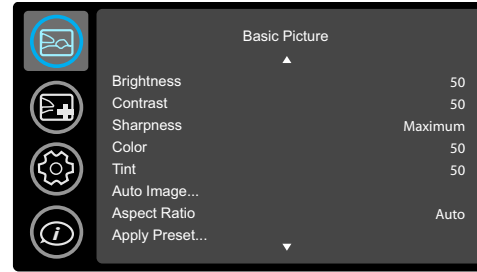 Basic Picture
Brightness 50
Contrast 50
Sharpness Maximum
Color 50
Tint 50
Auto Image...
Aspect Ratio Auto
Apply Preset...